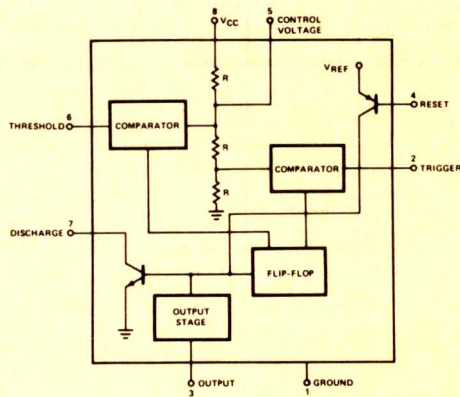 8 VCC
5 CONTROL VOLTAGE
R
VREF
4
RESET
6
THRESHOLD
COMPARATOR
R
COMPARATOR
2
TRIGGER
R
7
DISCHARGE
FLIP-FLOP
OUTPUT
STAGE
3 OUTPUT
1 GROUND